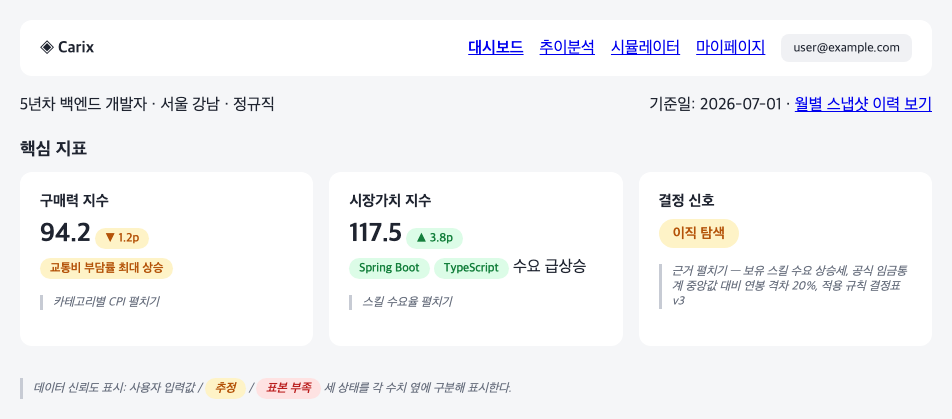 ◈ Carix 대시보드 추이분석 시뮬레이터 마이페이지 user@example.com
5년차 백엔드 개발자 · 서울 강남 · 정규직 기준일: 2026-07-01 · 월별 스냅샷 이력 보기
핵심 지표
구매력 지수
94.2 ▼ 1.2p
교통비 부담률 최대 상승
카테고리별 CPI 펼치기
시장가치 지수
117.5 ▲ 3.8p
Spring Boot TypeScript 수요 급상승
스킬 수요율 펼치기
결정 신호
이직 탐색
근거 펼치기 — 보유 스킬 수요 상승세, 공식 임금통
계 중앙값 대비 연봉 격차 20%, 적용 규칙 결정표
v3
데이터 신뢰도 표시: 사용자 입력값 / 추정 / 표본 부족 세 상태를 각 수치 옆에 구분해 표시한다.